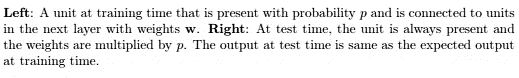 Left: A unit at training time that is present with probability p and is connected to units
in the next layer with weights w. Right: At test time, the unit is always present and
the weights are multiplied by p. The output at test time is same as the expected output
at training time.